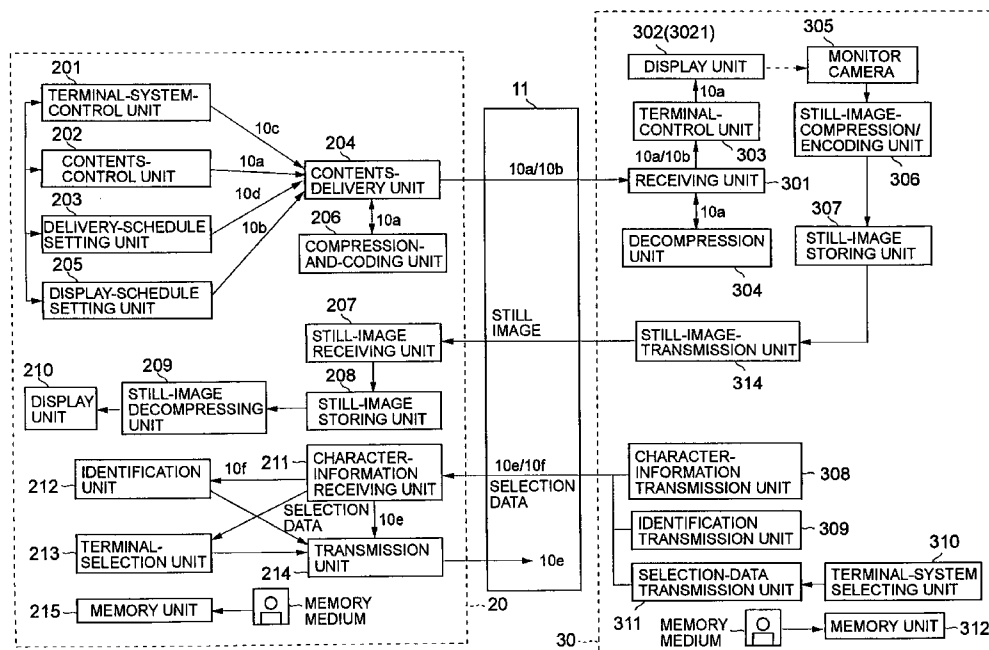 201
TERMINAL-SYSTEM-
CONTROL UNIT
202
CONTENTS-
CONTROL UNIT
203
DELIVERY-SCHEDULE
SETTING UNIT
205
DISPLAY-SCHEDULE
SETTING UNIT
10c
10a
10d
10b
204
CONTENTS-
DELIVERY UNIT
10a
206
COMPRESSION-
AND-CODING UNIT
207
STILL-IMAGE
RECEIVING UNIT
208
STILL-IMAGE
STORING UNIT
209
STILL-IMAGE
DECOMPRESSING
UNIT
210
DISPLAY
UNIT
211
CHARACTER-
INFORMATION
RECEIVING UNIT
10f
IDENTIFICATION
UNIT
212
SELECTION
DATA
10e
TERMINAL-
SELECTION UNIT
213
TRANSMISSION
UNIT
214
10e
MEMORY UNIT
215
MEMORY
MEDIUM
20
11
10a/10b
STILL
IMAGE
10e/10f
SELECTION
DATA
302(3021)
DISPLAY UNIT
10a
TERMINAL-
CONTROL UNIT
303
10a/10b
RECEIVING UNIT
301
10a
DECOMPRESSION
UNIT
304
305
MONITOR
CAMERA
STILL-IMAGE-
COMPRESSION/
ENCODING UNIT
306
307
STILL-IMAGE
STORING UNIT
STILL-IMAGE-
TRANSMISSION UNIT
314
CHARACTER-
INFORMATION
TRANSMISSION UNIT
308
IDENTIFICATION
TRANSMISSION UNIT
309
310
SELECTION-DATA
TRANSMISSION UNIT
311
TERMINAL-SYSTEM
SELECTING UNIT
MEMORY
MEDIUM
MEMORY UNIT
312
30